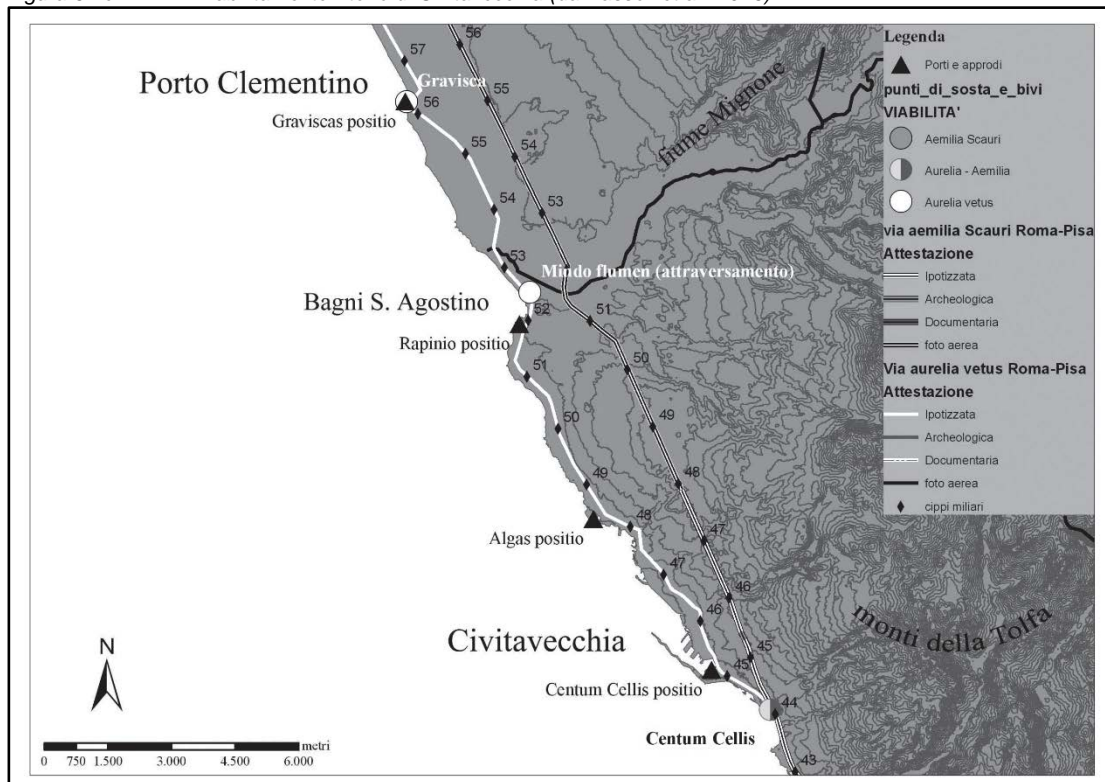 57
56
Porto Clementino
Gravisca
55
56
Graviscas positio
55
54
fiume Mignone
54
53
53
Mindo flumen (attraversamento)
Bagni S. Agostino
52
51
Rapinio positio
51
50
50
49
49
48
Algas positio
48
47
47
46
46
monti della Tolfa
Civitavecchia
45
45
Centum Cellis positio
44
Centum Cellis
43
N
metri
0 750 1.500 3.000 4.500 6.000
Legenda
Porti e approdi
punti_di_sosta_e_bivi
VIABILITA'
Aemilia Scauri
Aurelia - Aemilia
Aurelia vetus
via aemilia Scauri Roma-Pisa
Attestazione
Ipotizzata
Archeologica
Documentaria
foto aerea
Via aurelia vetus Roma-Pisa
Attestazione
Ipotizzata
Archeologica
Documentaria
foto aerea
cippi miliari